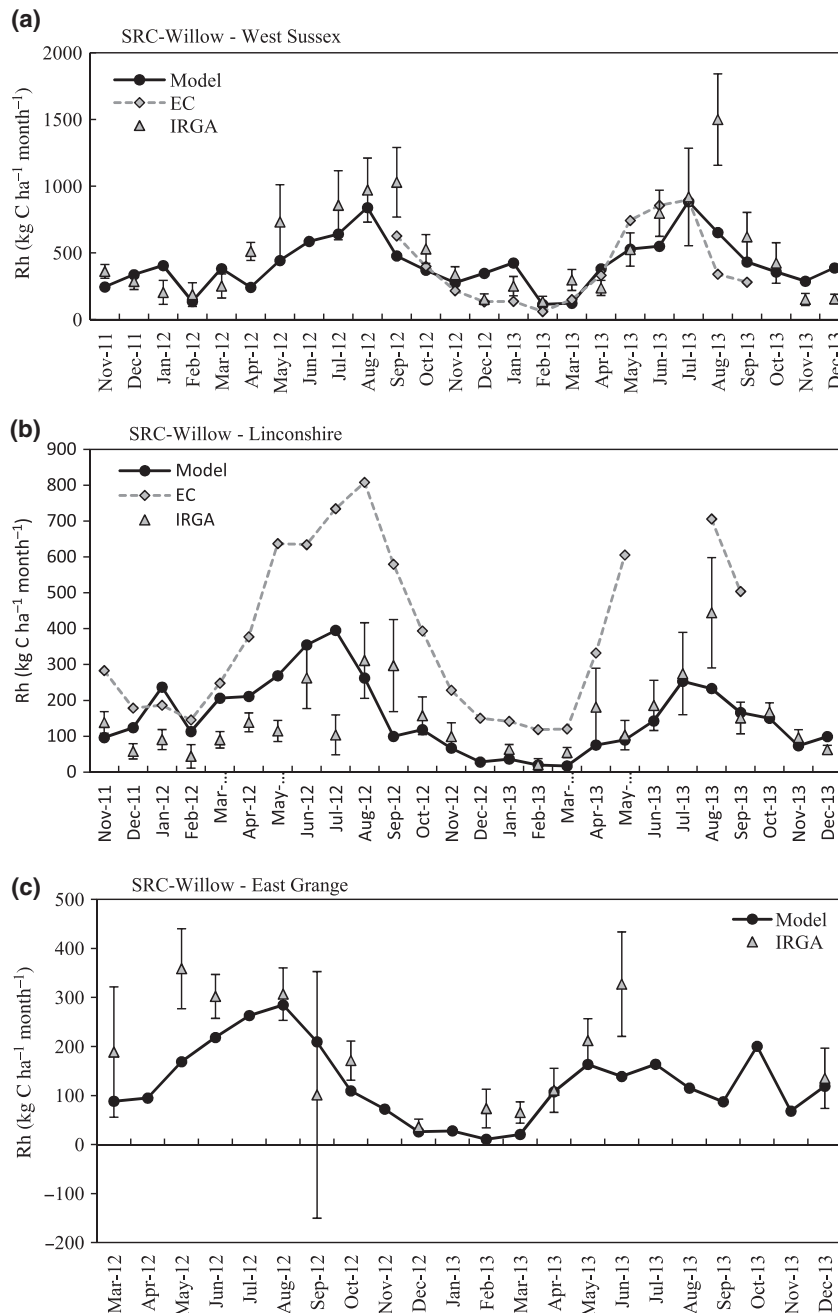 (a)
SRC-Willow - West Sussex
2000
1500
1000
500
0
Rh (kg C ha⁻¹ month⁻¹)
Model
EC
IRGA
Nov-11
Dec-11
Jan-12
Feb-12
Mar-12
Apr-12
May-12
Jun-12
Jul-12
Aug-12
Sep-12
Oct-12
Nov-12
Dec-12
Jan-13
Feb-13
Mar-13
Apr-13
May-13
Jun-13
Jul-13
Aug-13
Sep-13
Oct-13
Nov-13
Dec-13
(b)
SRC-Willow - Linconshire
900
800
700
600
500
400
300
200
100
0
Rh (kg C ha⁻¹ month⁻¹)
Model
EC
IRGA
Nov-11
Dec-11
Jan-12
Feb-12
Mar-...
Apr-12
May-...
Jun-12
Jul-12
Aug-12
Sep-12
Oct-12
Nov-12
Dec-12
Jan-13
Feb-13
Mar-...
Apr-13
May-...
Jun-13
Jul-13
Aug-13
Sep-13
Oct-13
Nov-13
Dec-13
(c)
SRC-Willow - East Grange
500
400
300
200
100
0
−100
−200
Rh (kg C ha⁻¹ month⁻¹)
Model
IRGA
Mar-12
Apr-12
May-12
Jun-12
Jul-12
Aug-12
Sep-12
Oct-12
Nov-12
Dec-12
Jan-13
Feb-13
Mar-13
Apr-13
May-13
Jun-13
Jul-13
Aug-13
Sep-13
Oct-13
Nov-13
Dec-13